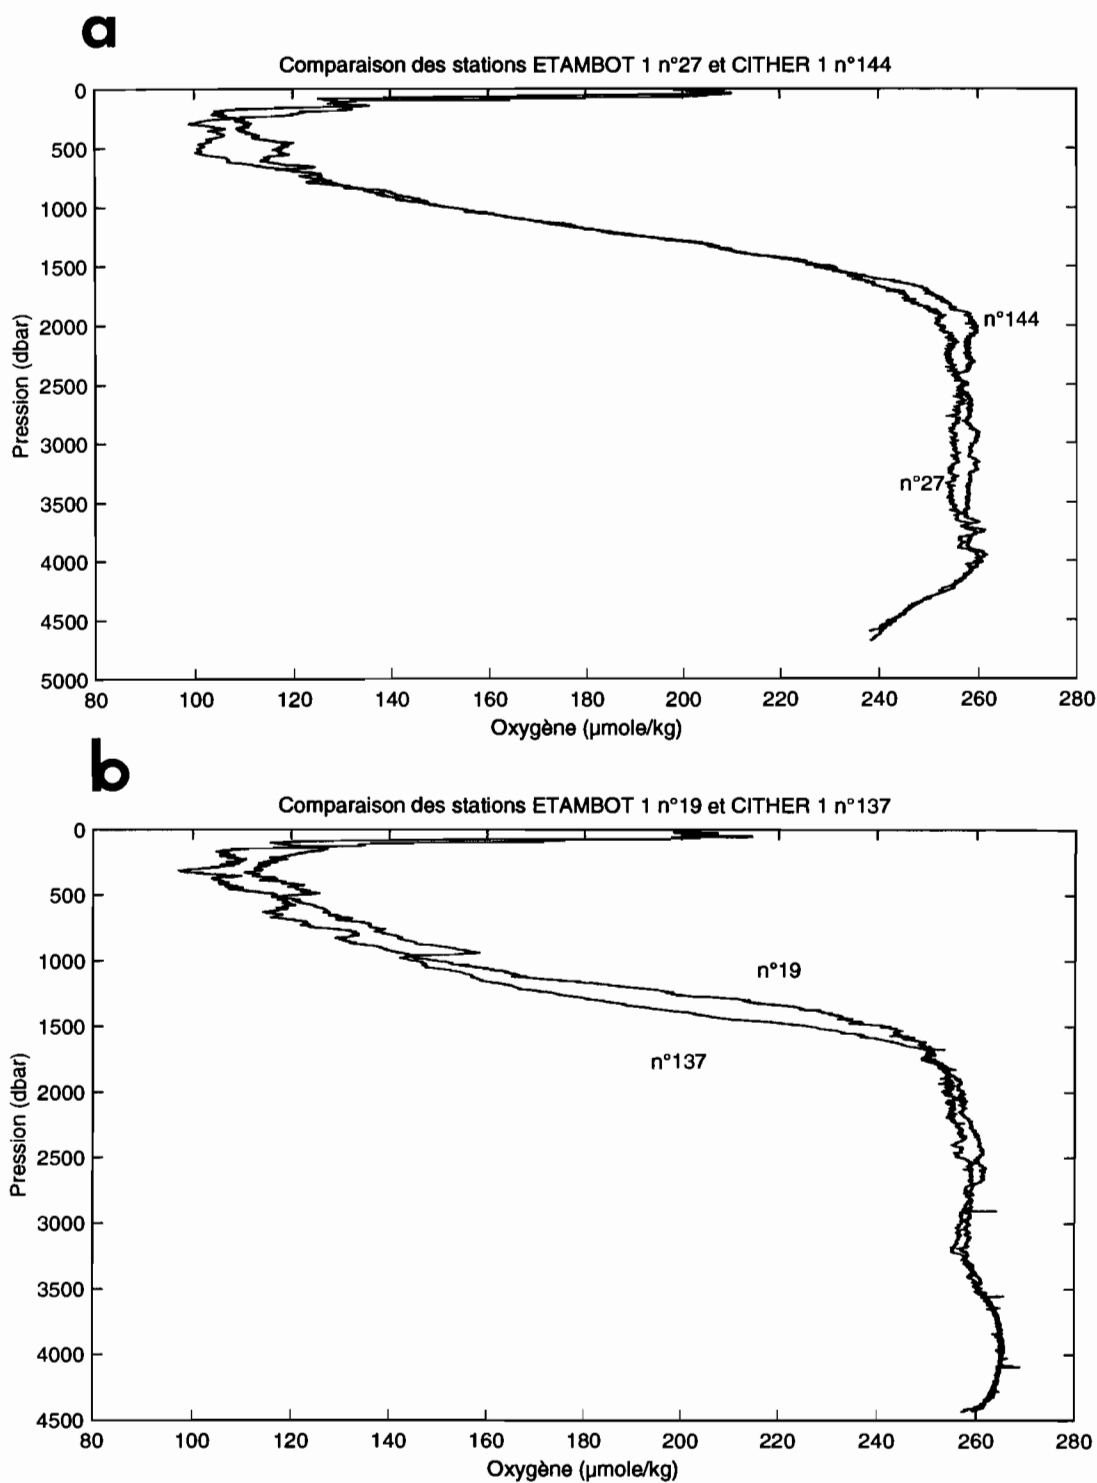 a
Comparaison des stations ETAMBOT 1 n°27 et CITHER 1 n°144
0
500
1000
1500
2000
2500
3000
3500
4000
4500
5000
Pression (dbar)
n°144
n°27
80 100 120 140 160 180 200 220 240 260 280
Oxygène (µmole/kg)
b
Comparaison des stations ETAMBOT 1 n°19 et CITHER 1 n°137
0
500
1000
1500
2000
2500
3000
3500
4000
4500
Pression (dbar)
n°19
n°137
80 100 120 140 160 180 200 220 240 260 280
Oxygène (µmole/kg)